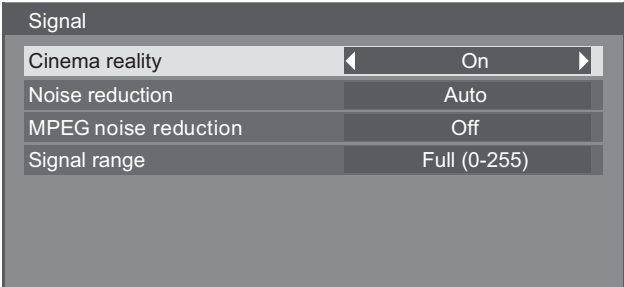 Signal
Cinema reality On
Noise reduction Auto
MPEG noise reduction Off
Signal range Full (0-255)